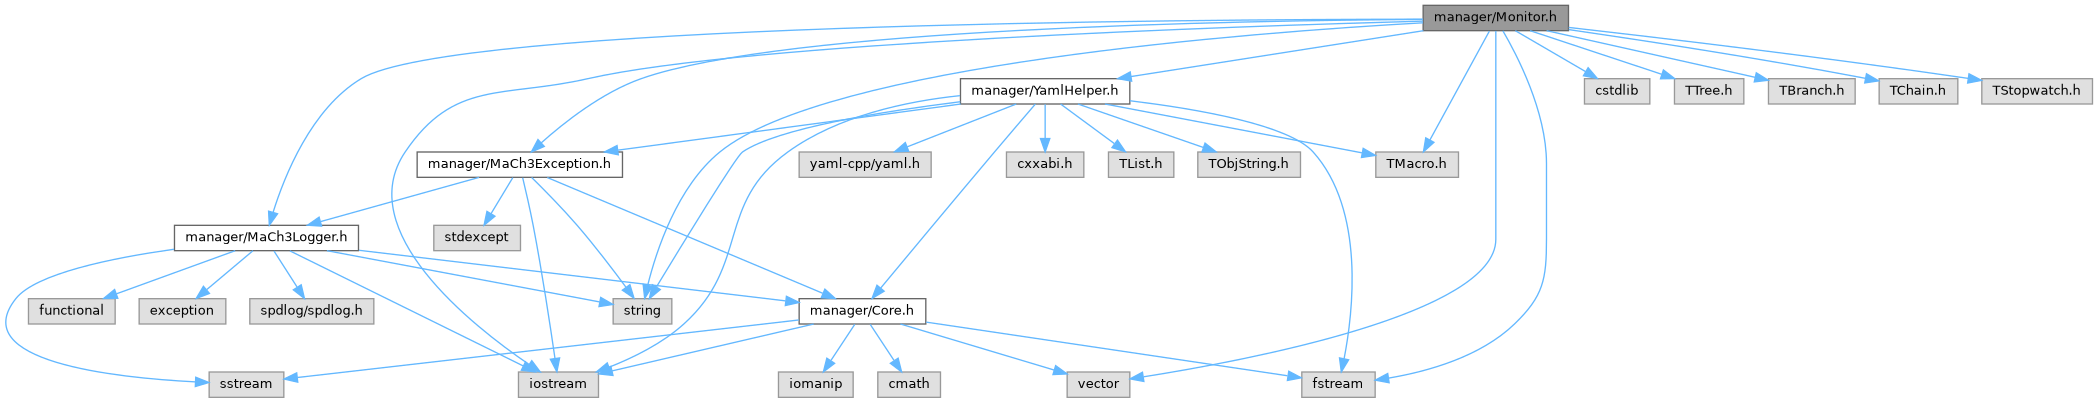 manager/Monitor.h
manager/YamlHelper.h
cstdlib
TTree.h
TBranch.h
TChain.h
TStopwatch.h
manager/MaCh3Exception.h
yaml-cpp/yaml.h
cxxabi.h
TList.h
TObjString.h
TMacro.h
manager/MaCh3Logger.h
stdexcept
functional
exception
spdlog/spdlog.h
string
manager/Core.h
sstream
iostream
iomanip
cmath
vector
fstream